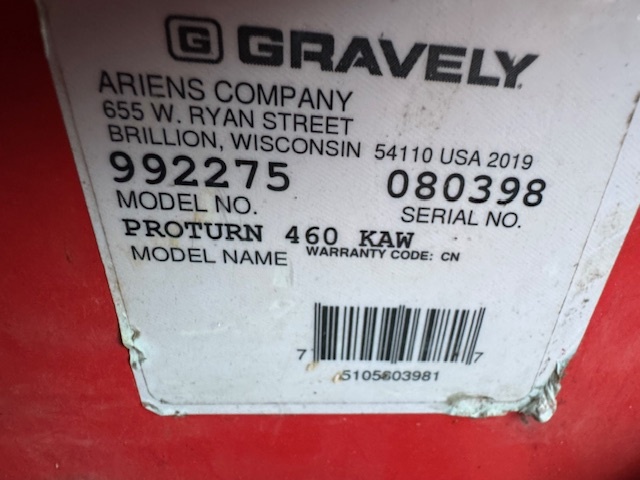 G GRAVELY
ARIENS COMPANY
655 W. RYAN STREET
BRILLION, WISCONSIN 54110 USA 2019
992275 080398
MODEL NO. SERIAL NO.
PROTURN 460 KAW
MODEL NAME WARRANTY CODE: CN
7 5105803981 7